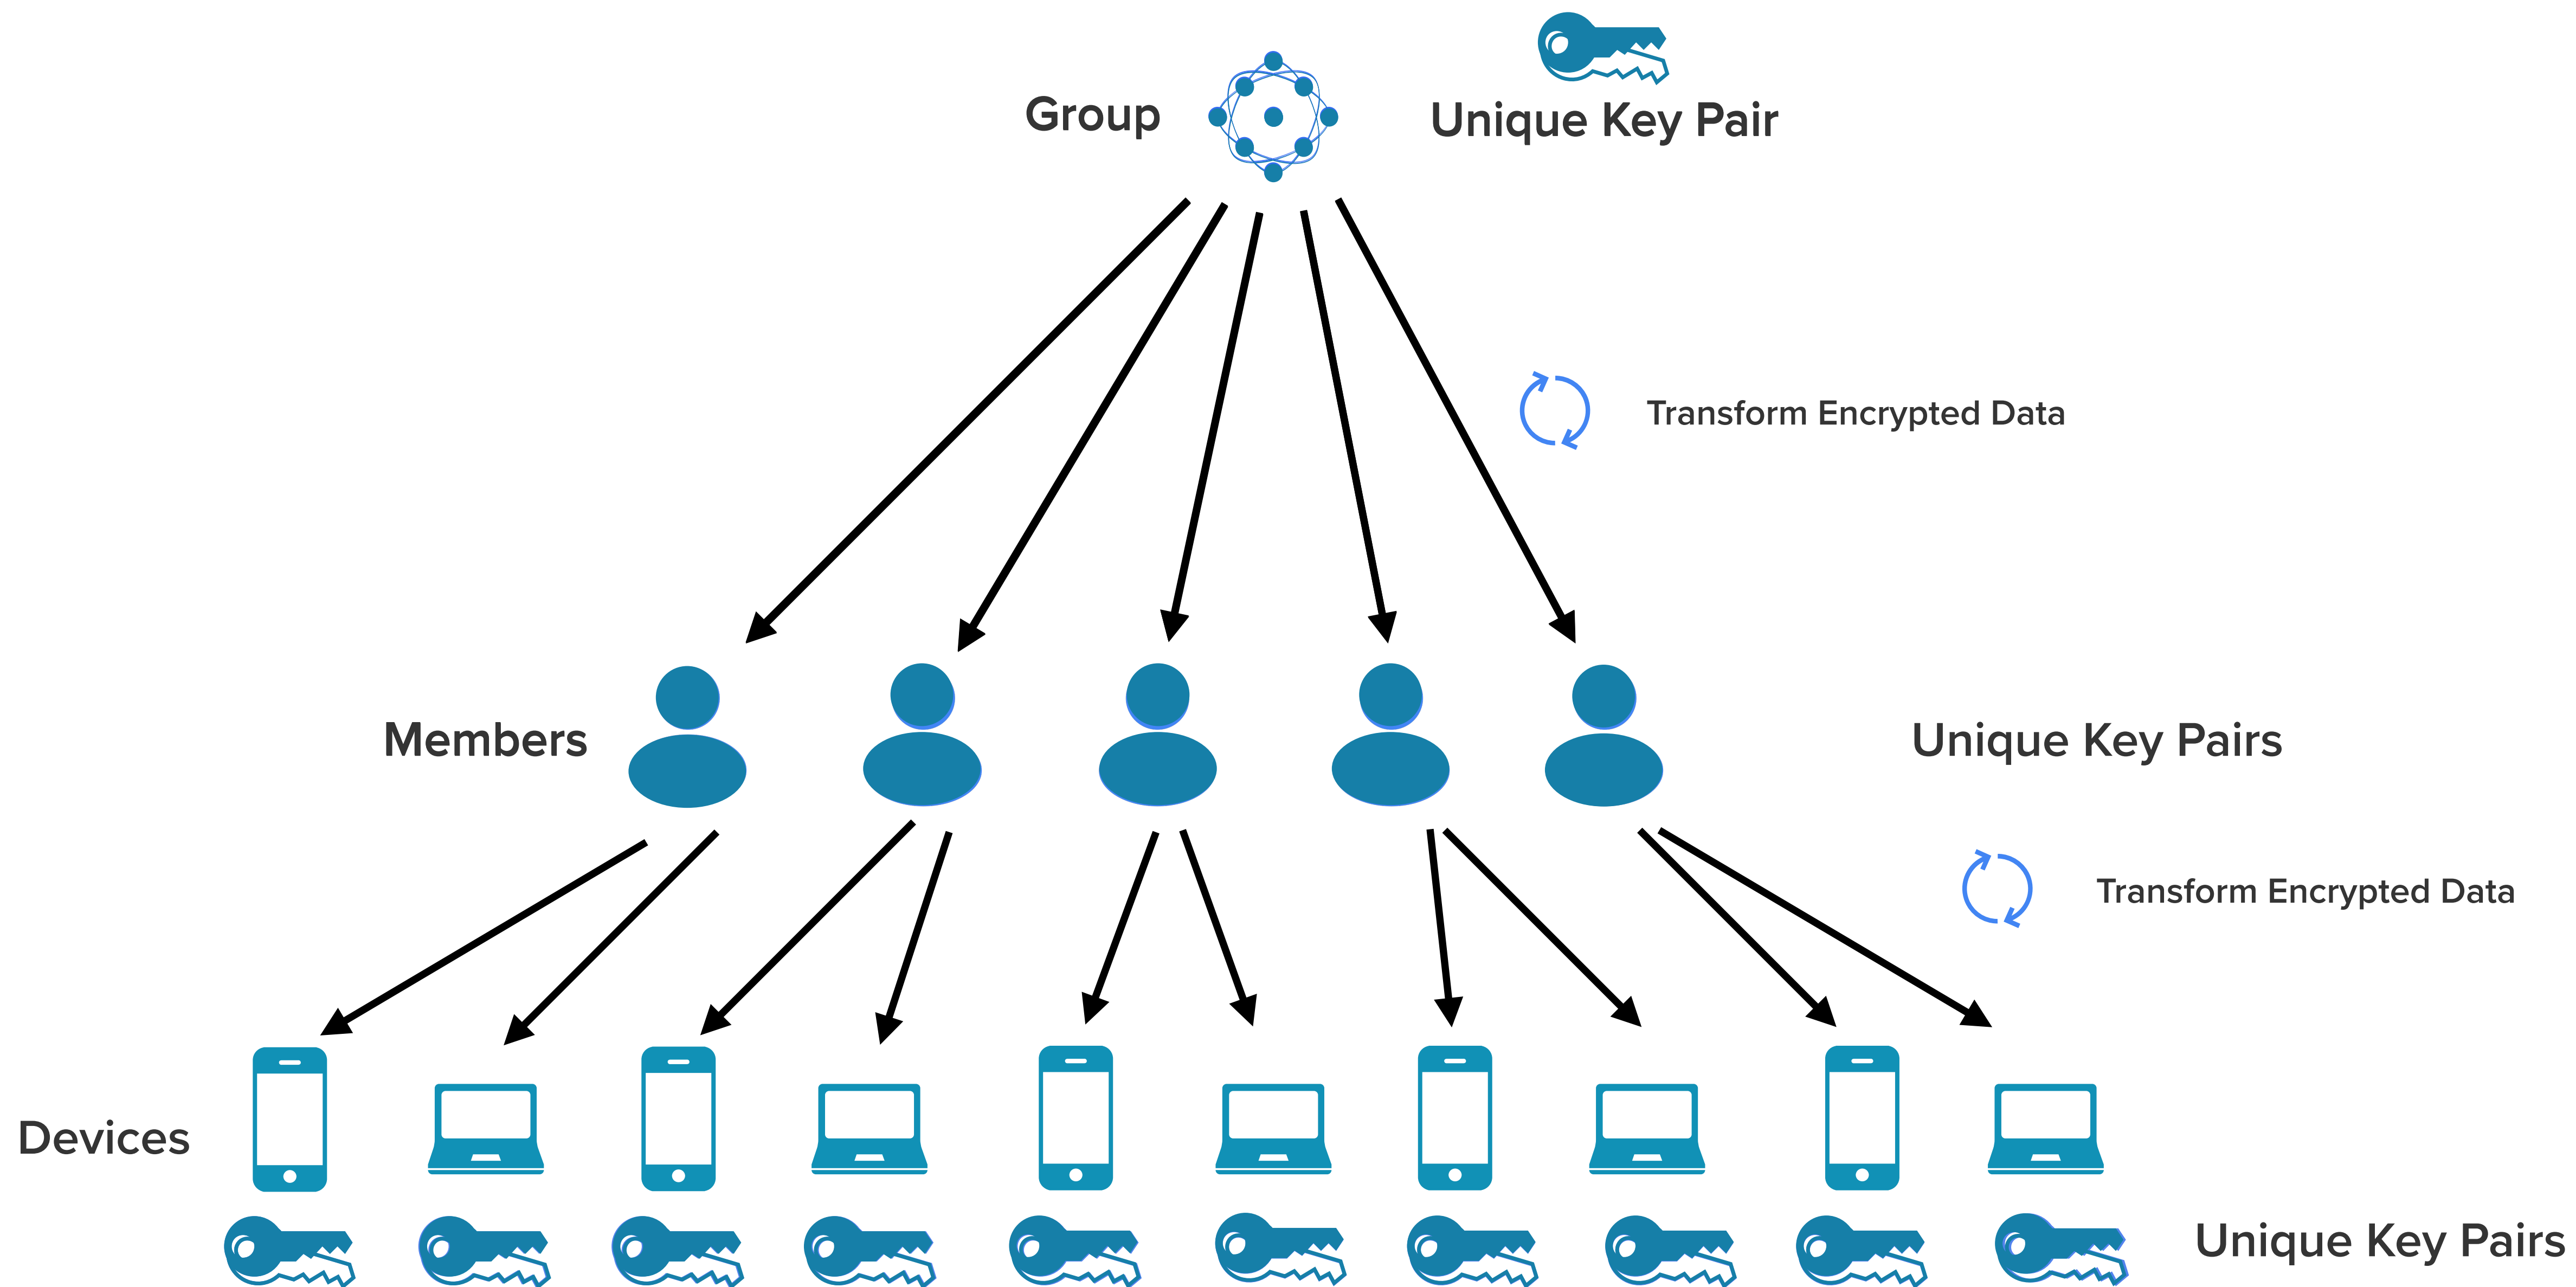 Group
Unique Key Pair
Transform Encrypted Data
Members
Unique Key Pairs
Transform Encrypted Data
Devices
Unique Key Pairs